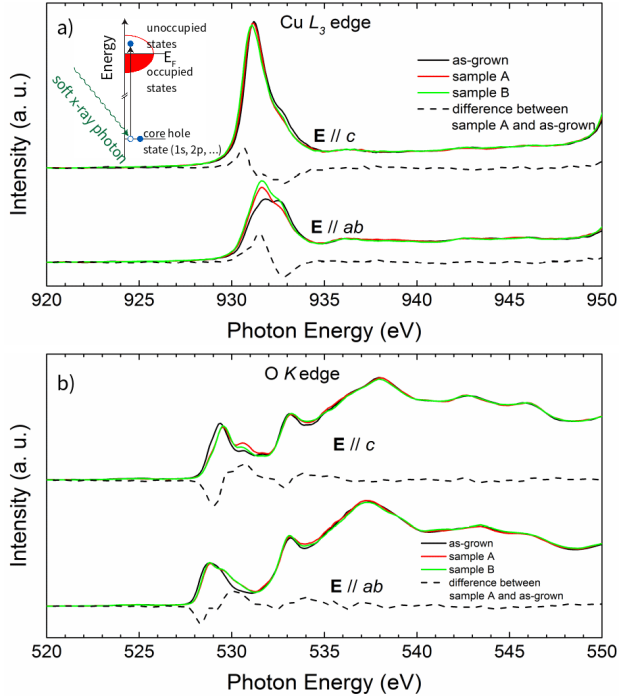 a)
Cu L3 edge
Energy
unoccupied
states
EF
occupied
states
soft x-ray photon
core hole
state (1s, 2p, ...)
as-grown
sample A
sample B
difference between
sample A and as-grown
E // c
E // ab
Intensity (a. u.)
920 925 930 935 940 945 950
Photon Energy (eV)
b)
O K edge
E // c
E // ab
as-grown
sample A
sample B
difference between
sample A and as-grown
Intensity (a. u.)
520 525 530 535 540 545 550
Photon Energy (eV)